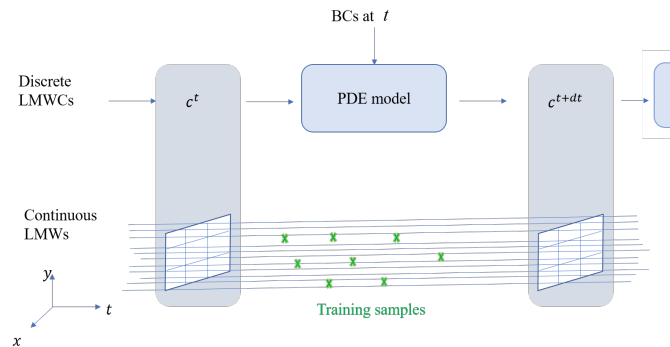 BCs at t
Discrete
LMWCs
c^t
PDE model
c^{t+dt}
Continuous
LMWs
y
t
x
x x x
x x x
x x
Training samples